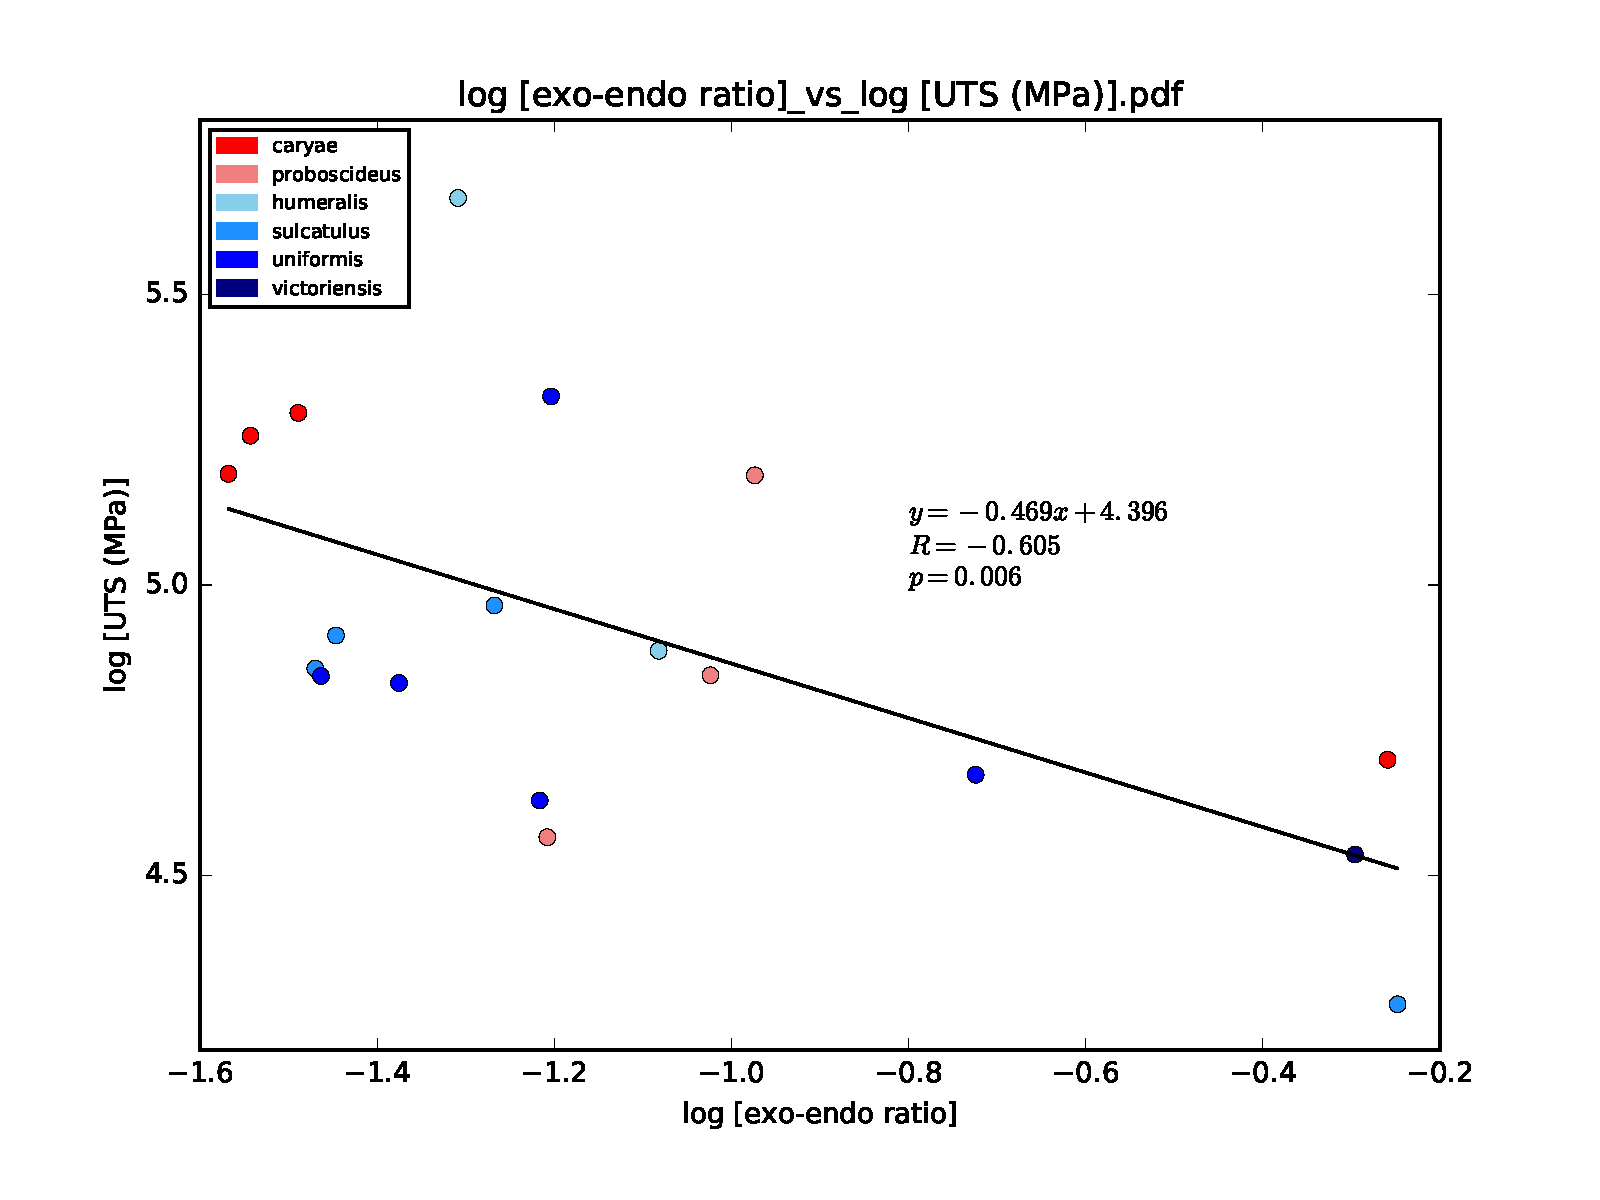 log [exo-endo ratio]_vs_log [UTS (MPa)].pdf
caryae
proboscideus
humeralis
sulcatulus
uniformis
victoriensis
5.5
5.0
4.5
log [UTS (MPa)]
y = −0.469x + 4.396
R = −0.605
p = 0.006
−1.6 −1.4 −1.2 −1.0 −0.8 −0.6 −0.4 −0.2
log [exo-endo ratio]